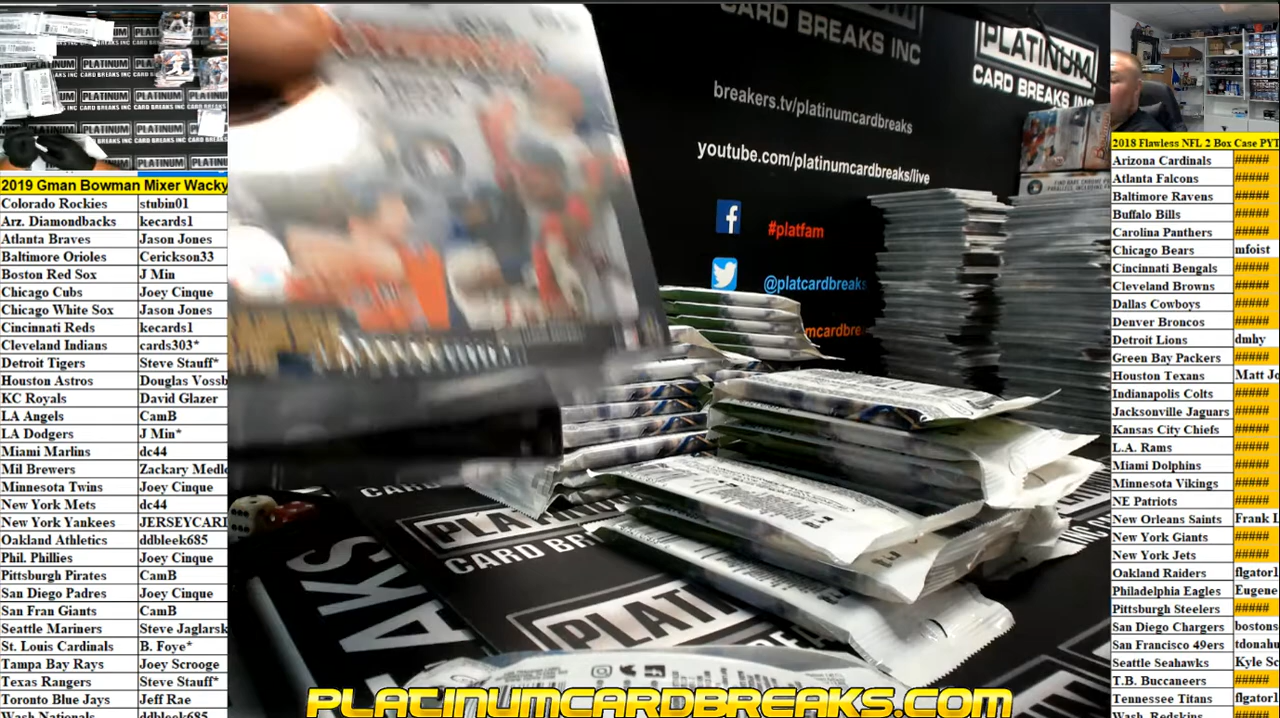 2019 Gman Bowman Mixer Wacky
Colorado Rockies stubin01
Arz. Diamondbacks kecards1
Atlanta Braves Jason Jones
Baltimore Orioles Cerickson33
Boston Red Sox J Min
Chicago Cubs Joey Cinque
Chicago White Sox Jason Jones
Cincinnati Reds kecards1
Cleveland Indians cards303*
Detroit Tigers Steve Stauff*
Houston Astros Douglas Vossb
KC Royals David Glazer
LA Angels CamB
LA Dodgers J Min*
Miami Marlins dc44
Mil Brewers Zackary Medlo
Minnesota Twins Joey Cinque
New York Mets dc44
New York Yankees JERSEYCARD
Oakland Athletics ddbleek685
Phil. Phillies Joey Cinque
Pittsburgh Pirates CamB
San Diego Padres Joey Cinque
San Fran Giants CamB
Seattle Mariners Steve Jaglarsk
St. Louis Cardinals B. Foye*
Tampa Bay Rays Joey Scrooge
Texas Rangers Steve Stauff*
Toronto Blue Jays Jeff Rae
Wash Nationals ddbleek685
CARD BREAKS INC
PLATINUM
CARD BREAKS INC
breakers.tv/platinumcardbreaks
youtube.com/platinumcardbreaks/live
#platfam
@platcardbreaks
mcardbre
PLATINUMCARDBREAKS.COM
2018 Flawless NFL 2 Box Case PYT
Arizona Cardinals #####
Atlanta Falcons #####
Baltimore Ravens #####
Buffalo Bills #####
Carolina Panthers #####
Chicago Bears mfoist
Cincinnati Bengals #####
Cleveland Browns #####
Dallas Cowboys #####
Denver Broncos #####
Detroit Lions dmhy
Green Bay Packers #####
Houston Texans Matt Jo
Indianapolis Colts #####
Jacksonville Jaguars #####
Kansas City Chiefs #####
L.A. Rams #####
Miami Dolphins #####
Minnesota Vikings #####
NE Patriots #####
New Orleans Saints Frank L
New York Giants #####
New York Jets #####
Oakland Raiders flgator1
Philadelphia Eagles Eugene
Pittsburgh Steelers #####
San Diego Chargers bostons
San Francisco 49ers tdonahu
Seattle Seahawks Kyle Sc
T.B. Buccaneers #####
Tennessee Titans flgator1
Wash. Redskins #####